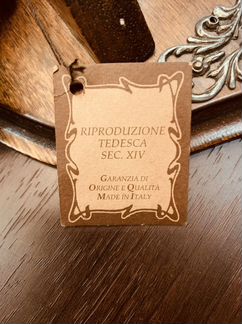 RIPRODUZIONE
TEDESCA
SEC. XIV
GARANZIA DI
ORIGINE E QUALITÀ
MADE IN ITALY